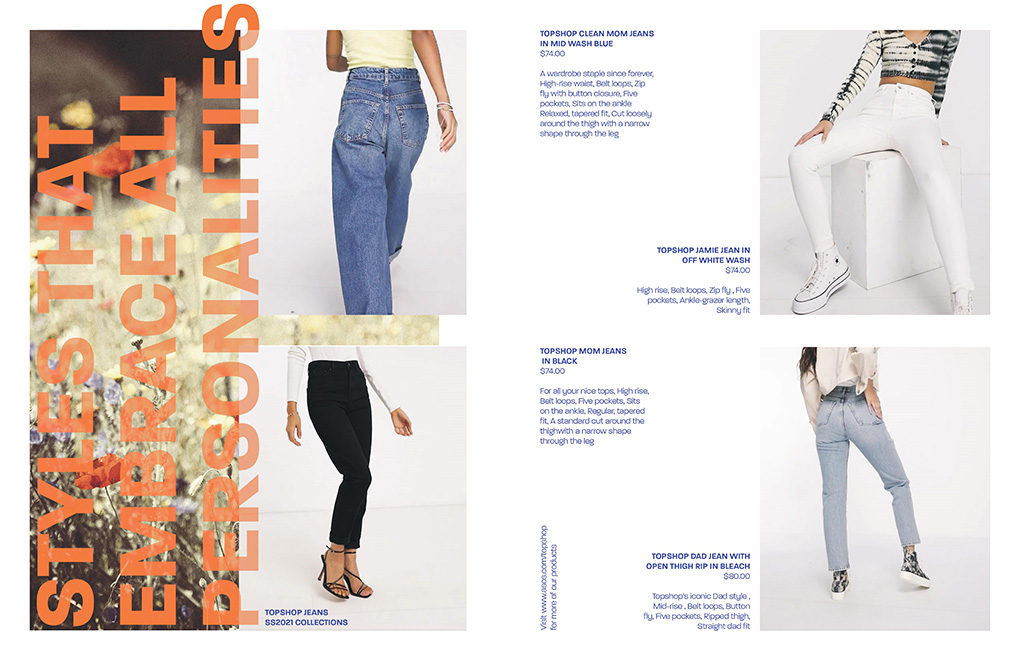 STYLES THAT
EMBRACE ALL
PERSONALITIES
TOPSHOP JEANS
SS2021 COLLECTIONS
TOPSHOP CLEAN MOM JEANS
IN MID WASH BLUE
$74.00
A wardrobe staple since forever,
High-rise waist, Belt loops, Zip
fly with button closure, Five
pockets, Sits on the ankle
Relaxed, tapered fit, Cut loosely
around the thigh with a narrow
shape through the leg
TOPSHOP JAMIE JEAN IN
OFF WHITE WASH
$74.00
High rise, Belt loops, Zip fly , Five
pockets, Ankle-grazer length,
Skinny fit
TOPSHOP MOM JEANS
IN BLACK
$74.00
For all your nice tops, High rise,
Belt loops, Five pockets, Sits
on the ankle, Regular, tapered
fit, A standard cut around the
thighwith a narrow shape
through the leg
Visit www.asos.com/topshop
for more of our products
TOPSHOP DAD JEAN WITH
OPEN THIGH RIP IN BLEACH
$80.00
Topshop's iconic Dad style ,
Mid-rise , Belt loops, Button
fly, Five pockets, Ripped thigh,
Straight dad fit